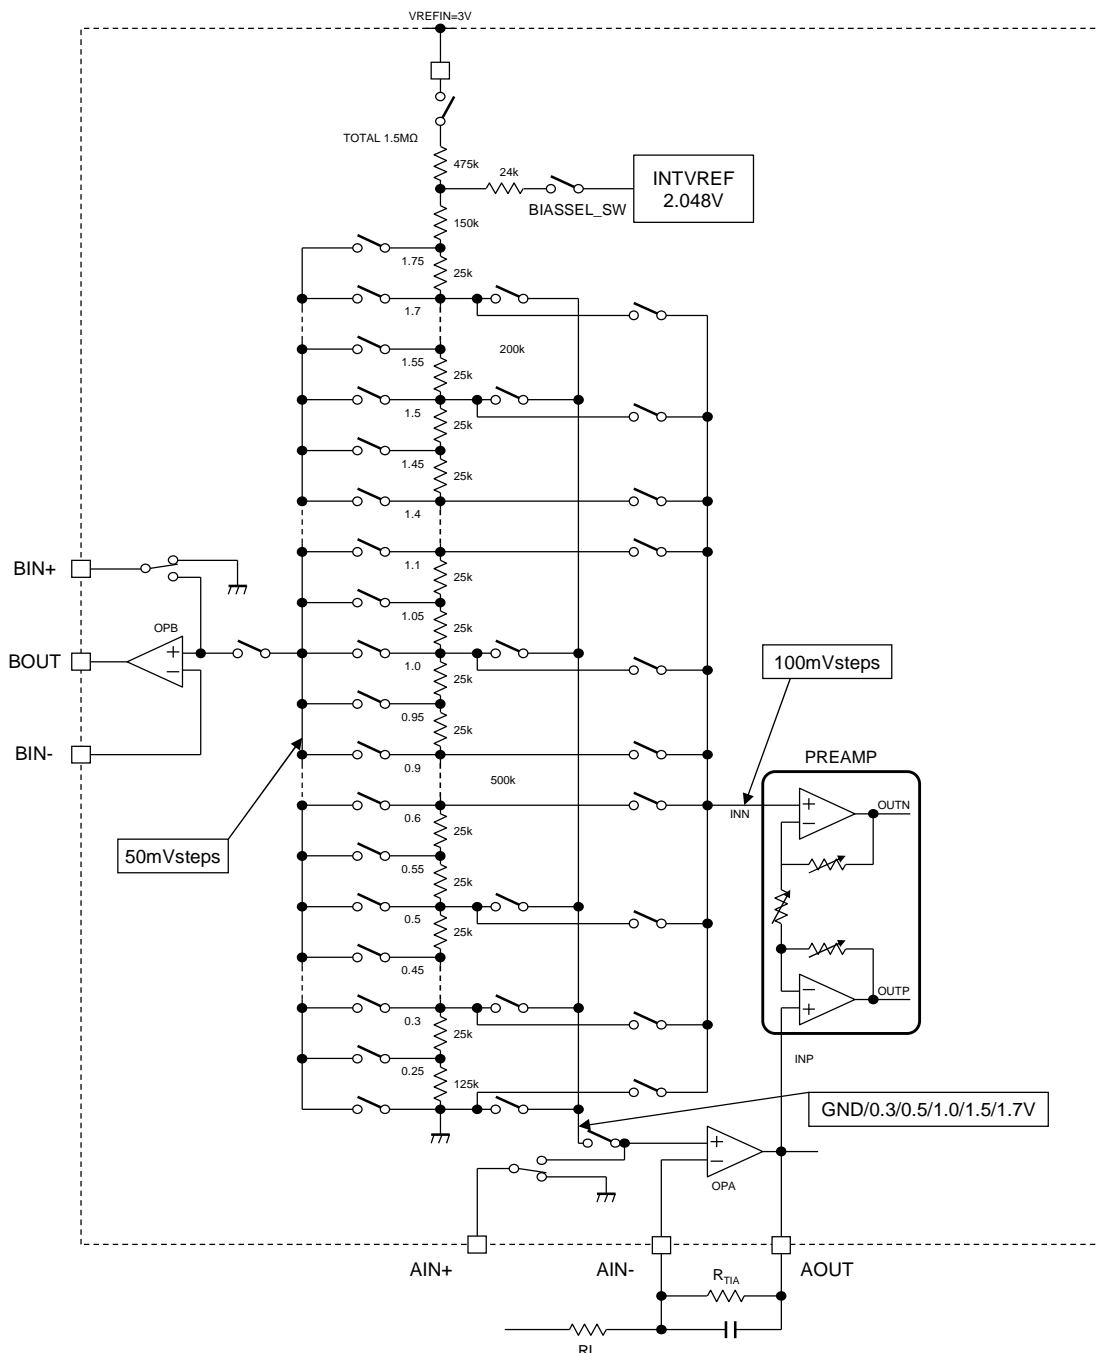 VREFIN=3V
TOTAL 1.5MΩ
475k
24k
INTVREF
2.048V
BIASSEL_SW
150k
1.75
25k
1.7
200k
1.55
25k
1.5
25k
1.45
25k
1.4
1.1
25k
BIN+
1.05
OPB
25k
+
BOUT
1.0
−
25k
100mVsteps
0.95
25k
BIN-
0.9
PREAMP
500k
0.6
INN
+
OUTN
−
25k
50mVsteps
0.55
25k
0.5
25k
0.45
−
OUTP
+
0.3
25k
INP
0.25
125k
GND/0.3/0.5/1.0/1.5/1.7V
+
−
OPA
AIN+
AIN-
AOUT
RTIA
RI